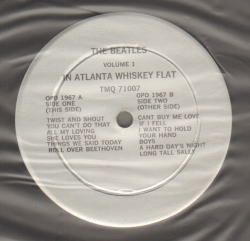 THE BEATLES
VOLUME 1
IN ATLANTA WHISKEY FLAT
TMQ 71007
OPD 1967 A
SIDE ONE
(THIS SIDE)
TWIST AND SHOUT
YOU CAN'T DO THAT
ALL MY LOVING
SHE LOVES YOU
THINGS WE SAID TODAY
ROLL OVER BEETHOVEN
OPD 1967 B
SIDE TWO
(OTHER SIDE)
CANT BUY ME LOVE
IF I FELL
I WANT TO HOLD
YOUR HAND
BOYS
A HARD DAY'S NIGHT
LONG TALL SALLY